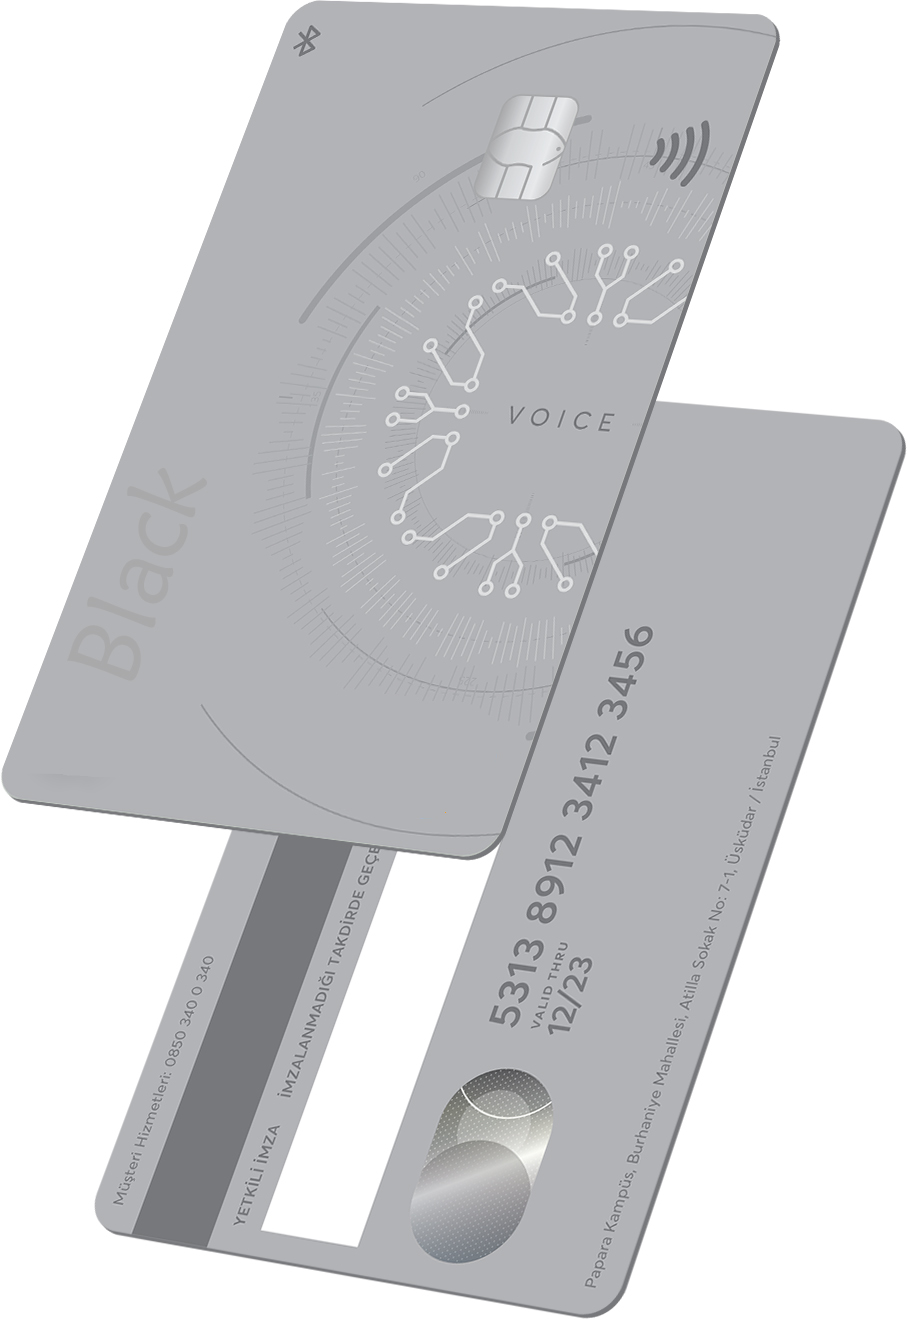 VOICE
Black
Müşteri Hizmetleri: 0850 340 0 340
YETKİLİ İMZA İMZALANMADIĞI TAKDİRDE
5313 8912 3412 3456
VALID THRU
12/23
Papara Kampüs, Burhaniye Mahallesi, Atilla Sokak No: 7-1, Üsküdar / İstanbul